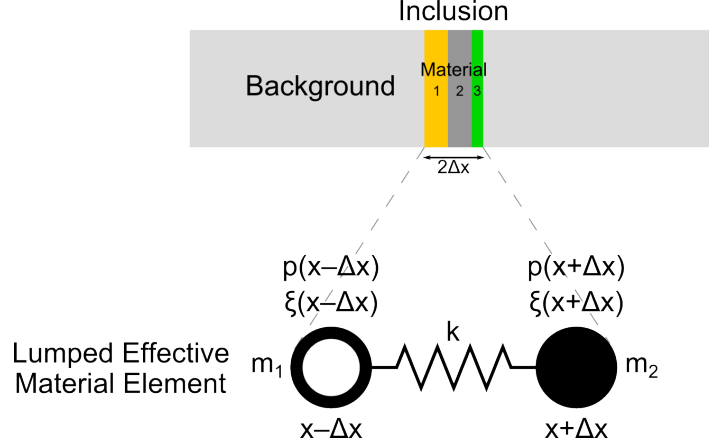 Inclusion
Background
Material
1 2 3
2Δx
p(x–Δx) p(x+Δx)
ξ(x–Δx) ξ(x+Δx)
k
Lumped Effective
Material Element
m₁ m₂
x–Δx x+Δx